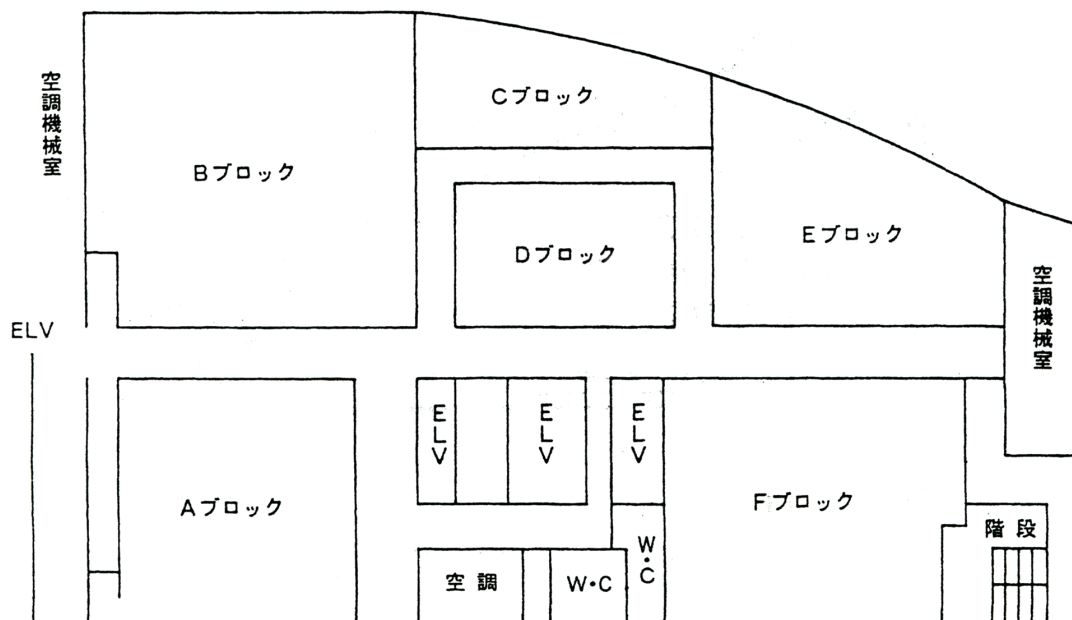 空調機械室
Cブロック
Bブロック
Dブロック
Eブロック
空調機械室
ELV
ELV
ELV
ELV
Aブロック
Fブロック
階段
空調
W・C
W・C